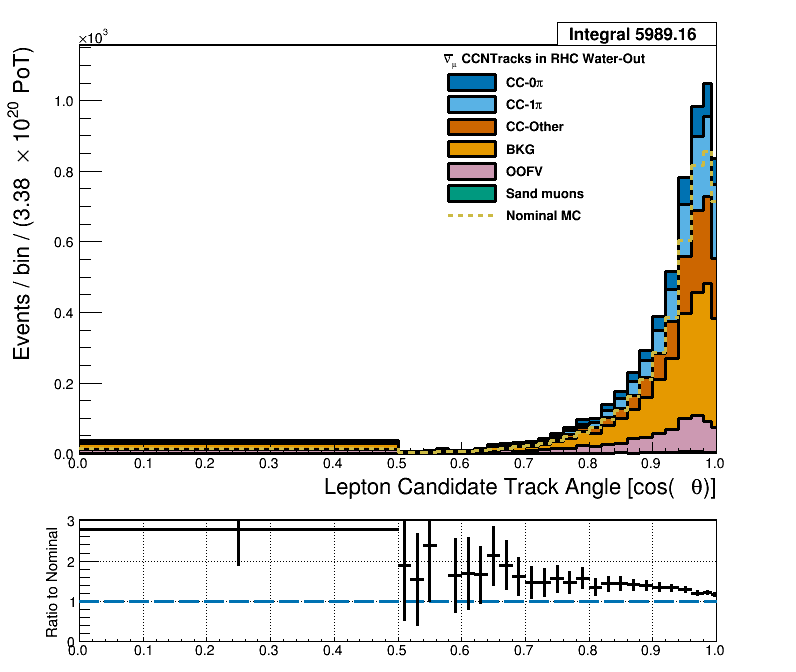 Integral 5989.16
×10³
ν̅μ CCNTracks in RHC Water-Out
CC-0π
CC-1π
CC-Other
BKG
OOFV
Sand muons
Nominal MC
Events / bin / (3.38 × 10²⁰ PoT)
1.0
0.8
0.6
0.4
0.2
0.0
0.0 0.1 0.2 0.3 0.4 0.5 0.6 0.7 0.8 0.9 1.0
Lepton Candidate Track Angle [cos( θ)]
Ratio to Nominal
3
2
1
0
0.0 0.1 0.2 0.3 0.4 0.5 0.6 0.7 0.8 0.9 1.0